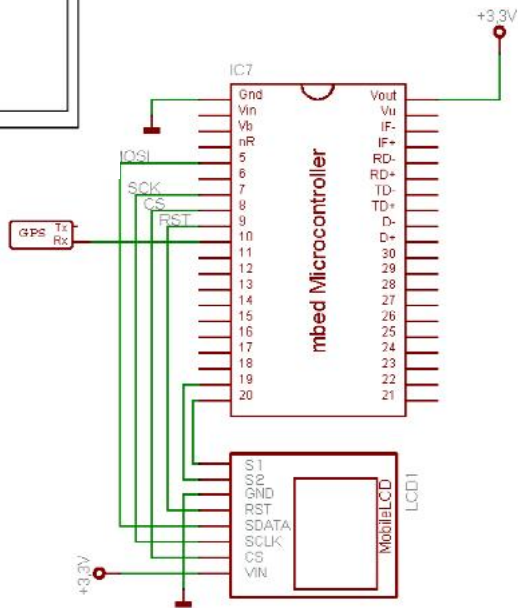 +3,3V
IC7
Gnd Vout
Vin Vu
Vb IF-
nR IF+
IOSI 5 RD-
6 RD+
SCK 7 TD-
CS 8 TD+
RST 9 D-
GPS Tx Rx 10 D+
11 30
12 29
13 28
14 27
15 26
16 25
17 24
18 23
19 22
20 21
mbed Microcontroller
S1
S2
GND
RST
SDATA
SCLK
CS
VIN
MobileLCD
LCD1
+3,3V